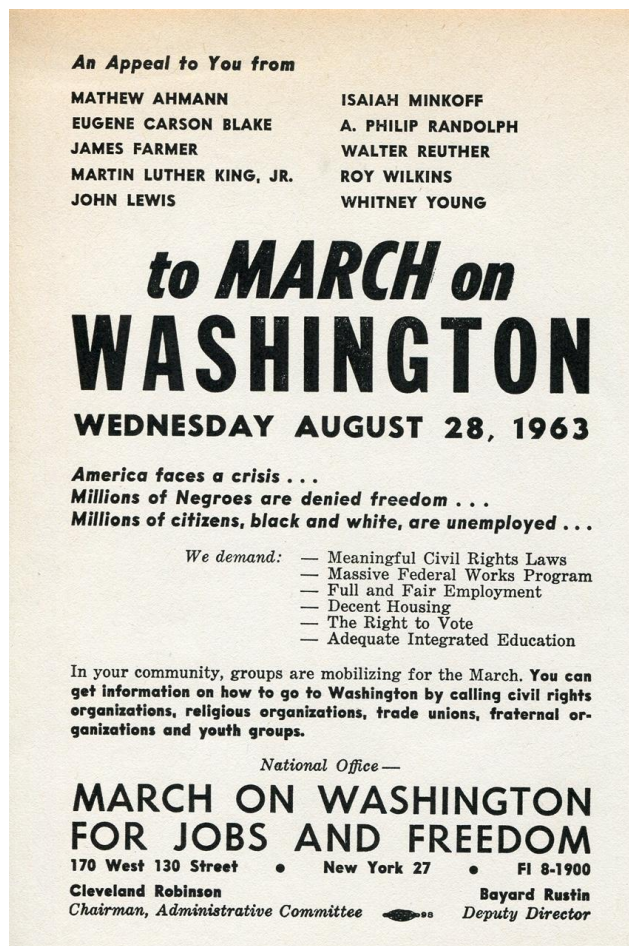 An Appeal to You from
MATHEW AHMANN
EUGENE CARSON BLAKE
JAMES FARMER
MARTIN LUTHER KING, JR.
JOHN LEWIS
ISAIAH MINKOFF
A. PHILIP RANDOLPH
WALTER REUTHER
ROY WILKINS
WHITNEY YOUNG
to MARCH on
WASHINGTON
WEDNESDAY AUGUST 28, 1963
America faces a crisis . . .
Millions of Negroes are denied freedom . . .
Millions of citizens, black and white, are unemployed . . .
We demand: — Meaningful Civil Rights Laws
— Massive Federal Works Program
— Full and Fair Employment
— Decent Housing
— The Right to Vote
— Adequate Integrated Education
In your community, groups are mobilizing for the March. You can
get information on how to go to Washington by calling civil rights
organizations, religious organizations, trade unions, fraternal or-
ganizations and youth groups.
National Office—
MARCH ON WASHINGTON
FOR JOBS AND FREEDOM
170 West 130 Street • New York 27 • FI 8-1900
Cleveland Robinson
Chairman, Administrative Committee
98
Bayard Rustin
Deputy Director